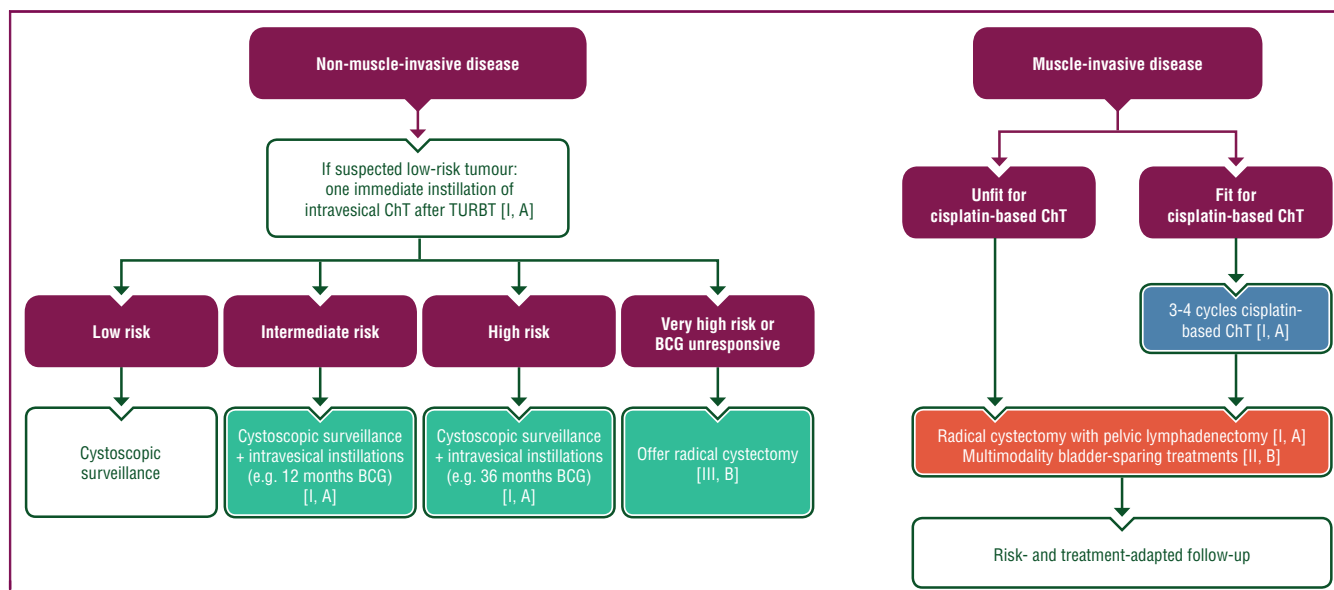 Non-muscle-invasive disease
If suspected low-risk tumour:
one immediate instillation of
intravesical ChT after TURBT [I, A]
Low risk
Intermediate risk
High risk
Very high risk or
BCG unresponsive
Cystoscopic
surveillance
Cystoscopic surveillance
+ intravesical instillations
(e.g. 12 months BCG)
[I, A]
Cystoscopic surveillance
+ intravesical instillations
(e.g. 36 months BCG)
[I, A]
Offer radical cystectomy
[III, B]
Muscle-invasive disease
Unfit for
cisplatin-based ChT
Fit for
cisplatin-based ChT
3-4 cycles cisplatin-
based ChT [I, A]
Radical cystectomy with pelvic lymphadenectomy [I, A]
Multimodality bladder-sparing treatments [II, B]
Risk- and treatment-adapted follow-up